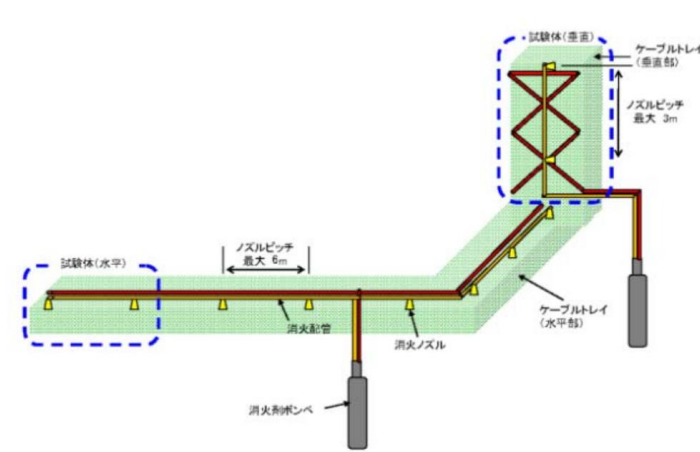 試験体(垂直)
ケーブルトレイ
(垂直部)
ノズルピッチ
最大 3m
ノズルピッチ
最大 6m
試験体(水平)
消火配管
消火ノズル
ケーブルトレイ
(水平部)
消火剤ボンベ